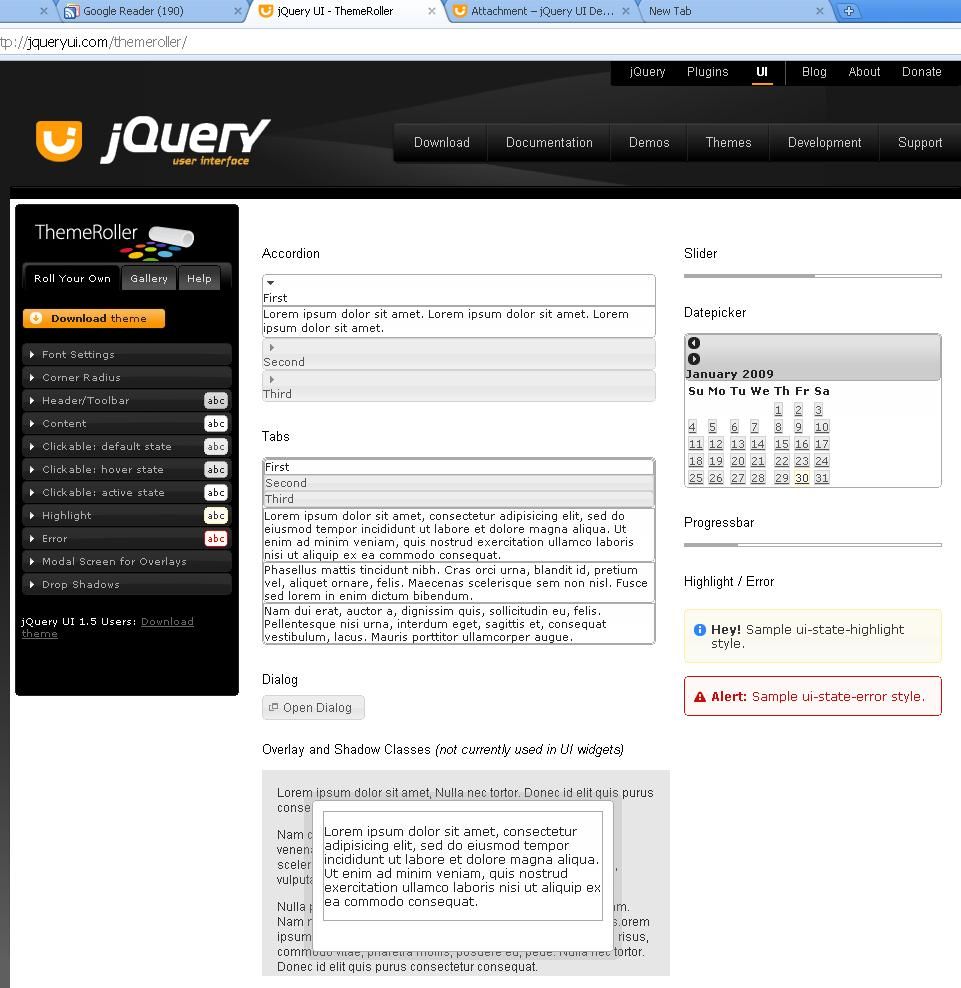 Google Reader (190)
jQuery UI - ThemeRoller
Attachment – jQuery UI De...
New Tab
tp://jqueryui.com/themeroller/
jQuery Plugins UI Blog About Donate
jQuery
user interface
Download Documentation Demos Themes Development Support
ThemeRoller
Roll Your Own Gallery Help
Download theme
Font Settings
Corner Radius
Header/Toolbar abc
Content abc
Clickable: default state abc
Clickable: hover state abc
Clickable: active state abc
Highlight abc
Error abc
Modal Screen for Overlays
Drop Shadows
jQuery UI 1.5 Users: Download
theme
Accordion
First
Lorem ipsum dolor sit amet. Lorem ipsum dolor sit amet. Lorem
ipsum dolor sit amet.
Second
Third
Tabs
First
Second
Third
Lorem ipsum dolor sit amet, consectetur adipisicing elit, sed do
eiusmod tempor incididunt ut labore et dolore magna aliqua. Ut
enim ad minim veniam, quis nostrud exercitation ullamco laboris
nisi ut aliquip ex ea commodo consequat.
Phasellus mattis tincidunt nibh. Cras orci urna, blandit id, pretium
vel, aliquet ornare, felis. Maecenas scelerisque sem non nisl. Fusce
sed lorem in enim dictum bibendum.
Nam dui erat, auctor a, dignissim quis, sollicitudin eu, felis.
Pellentesque nisi urna, interdum eget, sagittis et, consequat
vestibulum, lacus. Mauris porttitor ullamcorper augue.
Dialog
Open Dialog
Overlay and Shadow Classes (not currently used in UI widgets)
Lorem ipsum dolor sit amet, Nulla nec tortor. Donec id elit quis purus
conse
Nam
venena
sceler
vulputa
Nulla
Nam
ipsum
Lorem ipsum dolor sit amet, consectetur
adipisicing elit, sed do eiusmod tempor
incididunt ut labore et dolore magna aliqua.
Ut enim ad minim veniam, quis nostrud
exercitation ullamco laboris nisi ut aliquip ex
ea commodo consequat.
m.
s.orem
risus,
commodo vitae, pharetra mollis, posuere eu, pede. Nulla nec tortor.
Donec id elit quis purus consectetur consequat.
Slider
Datepicker
January 2009
Su Mo Tu We Th Fr Sa
1 2 3
4 5 6 7 8 9 10
11 12 13 14 15 16 17
18 19 20 21 22 23 24
25 26 27 28 29 30 31
Progressbar
Highlight / Error
Hey! Sample ui-state-highlight
style.
Alert: Sample ui-state-error style.